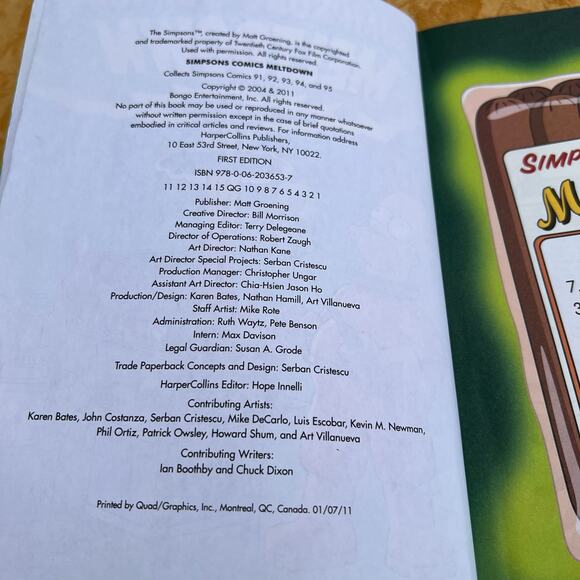 The Simpsons™, created by Matt Groening, is the copyrighted
and trademarked property of Twentieth Century Fox Film Corporation.
Used with permission. All rights reserved.
SIMPSONS COMICS MELTDOWN
Collects Simpsons Comics 91, 92, 93, 94, and 95
Copyright © 2004 & 2011
Bongo Entertainment, Inc. All rights reserved.
No part of this book may be used or reproduced in any manner whatsoever
without written permission except in the case of brief quotations
embodied in critical articles and reviews. For information address
HarperCollins Publishers,
10 East 53rd Street, New York, NY 10022.
FIRST EDITION
ISBN 978-0-06-203653-7
11 12 13 14 15 QG 10 9 8 7 6 5 4 3 2 1
Publisher: Matt Groening
Creative Director: Bill Morrison
Managing Editor: Terry Delegeane
Director of Operations: Robert Zaugh
Art Director: Nathan Kane
Art Director Special Projects: Serban Cristescu
Production Manager: Christopher Ungar
Assistant Art Director: Chia-Hsien Jason Ho
Production/Design: Karen Bates, Nathan Hamill, Art Villanueva
Staff Artist: Mike Rote
Administration: Ruth Waytz, Pete Benson
Intern: Max Davison
Legal Guardian: Susan A. Grode
Trade Paperback Concepts and Design: Serban Cristescu
HarperCollins Editor: Hope Innelli
Contributing Artists:
Karen Bates, John Costanza, Serban Cristescu, Mike DeCarlo, Luis Escobar, Kevin M. Newman,
Phil Ortiz, Patrick Owsley, Howard Shum, and Art Villanueva
Contributing Writers:
Ian Boothby and Chuck Dixon
Printed by Quad/Graphics, Inc., Montreal, QC, Canada. 01/07/11
SIMPS
M
7
3